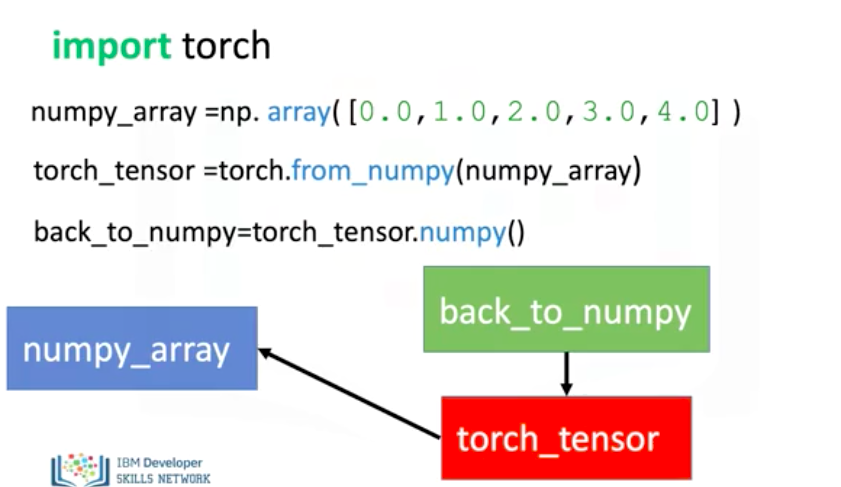 import torch
numpy_array =np. array( [0.0,1.0,2.0,3.0,4.0] )
torch_tensor =torch.from_numpy(numpy_array)
back_to_numpy=torch_tensor.numpy()
back_to_numpy
numpy_array
torch_tensor
IBM Developer
SKILLS NETWORK